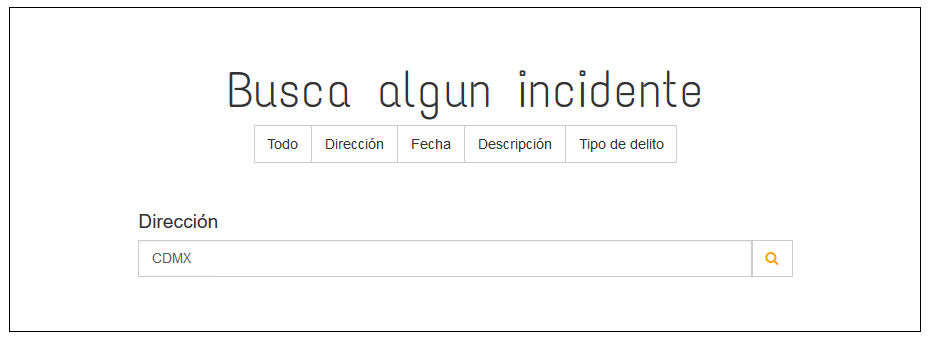 Busca algun incidente
Todo Dirección Fecha Descripción Tipo de delito
Dirección
CDMX